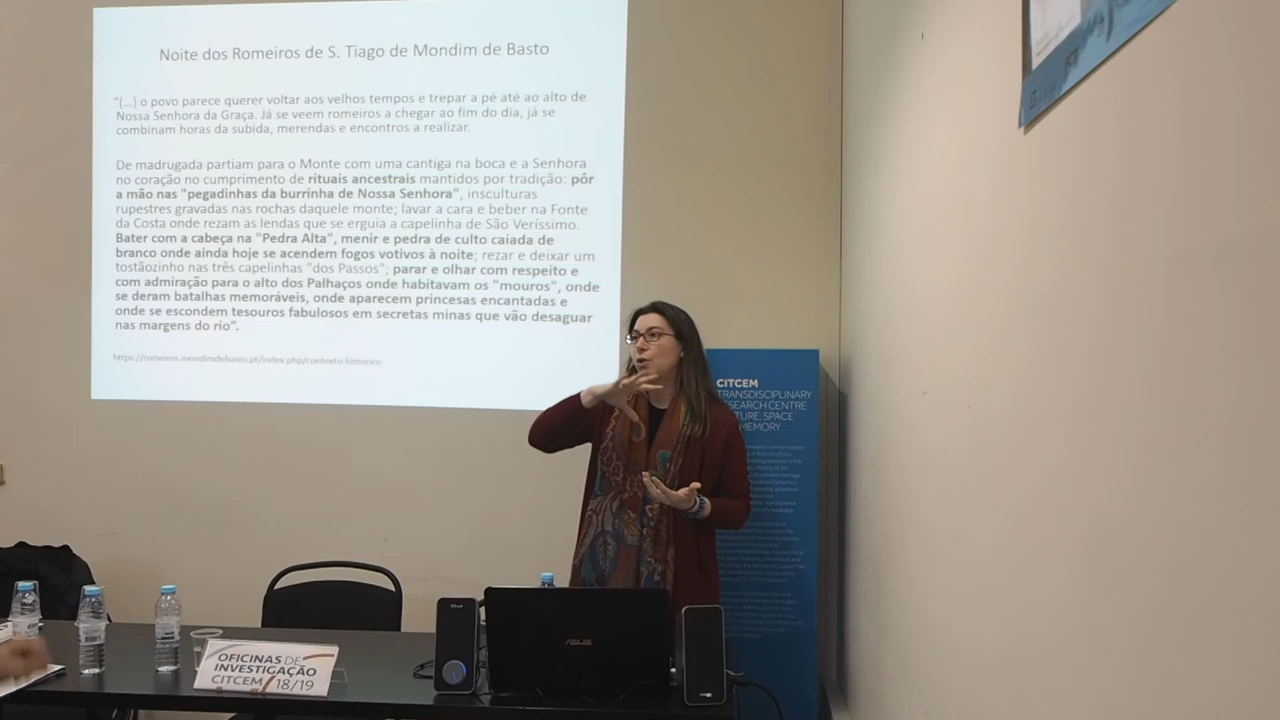 Noite dos Romeiros de S. Tiago de Mondim de Basto
"(...) o povo parece querer voltar aos velhos tempos e trepar a pé até ao alto de
Nossa Senhora da Graça. Já se veem romeiros a chegar ao fim do dia, já se
combinam horas da subida, merendas e encontros a realizar.
De madrugada partiam para o Monte com uma cantiga na boca e a Senhora
no coração no cumprimento de rituais ancestrais mantidos por tradição: pôr
a mão nas "pegadinhas da burrinha de Nossa Senhora", insculturas
rupestres gravadas nas rochas daquele monte; lavar a cara e beber na Fonte
da Costa onde rezam as lendas que se erguia a capelinha de São Veríssimo.
Bater com a cabeça na "Pedra Alta", menir e pedra de culto caiada de
branco onde ainda hoje se acendem fogos votivos à noite; rezar e deixar um
tostãozinho nas três capelinhas "dos Passos"; parar e olhar com respeito e
com admiração para o alto dos Palhaços onde habitavam os "mouros", onde
se deram batalhas memoráveis, onde aparecem princesas encantadas e
onde se escondem tesouros fabulosos em secretas minas que vão desaguar
nas margens do rio".
https://romeiros.mondimdebasto.pt/index.php/contexto-historico
CITCEM
TRANSDISCIPLINARY
SEARCH CENTRE
TURE, SPACE
MEMORY
OFICINAS DE
INVESTIGAÇÃO
CITCEM 18/19
ASUS